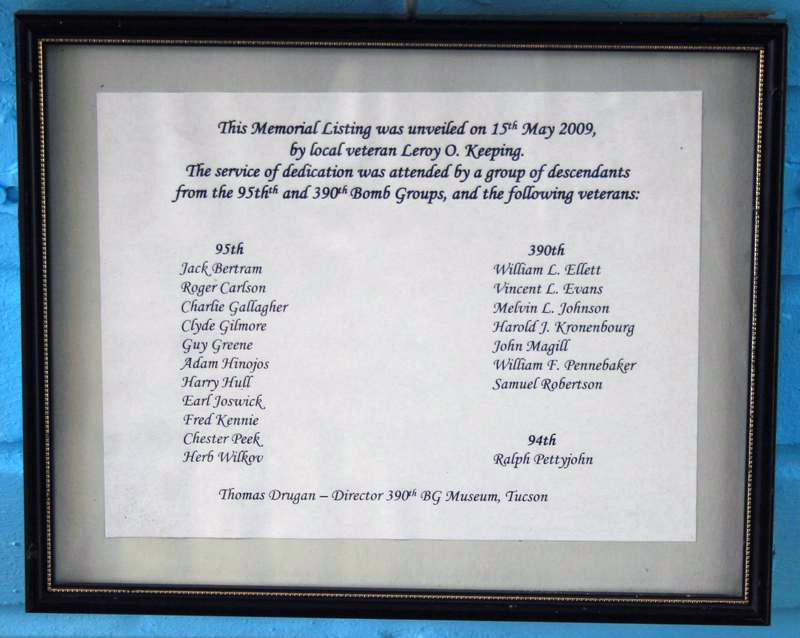 This Memorial Listing was unveiled on 15th May 2009,
by local veteran Leroy O. Keeping.
The service of dedication was attended by a group of descendants
from the 95thth and 390th Bomb Groups, and the following veterans:
95th
Jack Bertram
Roger Carlson
Charlie Gallagher
Clyde Gilmore
Guy Greene
Adam Hinojos
Harry Hull
Earl Joswick
Fred Kennie
Chester Peek
Herb Wilkov
390th
William L. Ellett
Vincent L. Evans
Melvin L. Johnson
Harold J. Kronenbourg
John Magill
William F. Pennebaker
Samuel Robertson
94th
Ralph Pettyjohn
Thomas Drugan – Director 390th BG Museum, Tucson